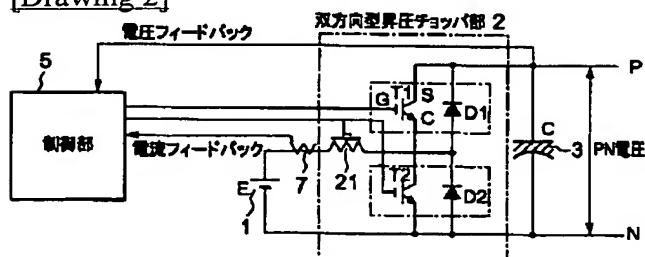 [Drawing 2]
双方向型昇圧チョッパ部 2
電圧フィードバック
5
制御部
電流フィードバック
7
21
E
1
G
T1
S
C
D1
T2
D2
C
3
PN電圧
P
N